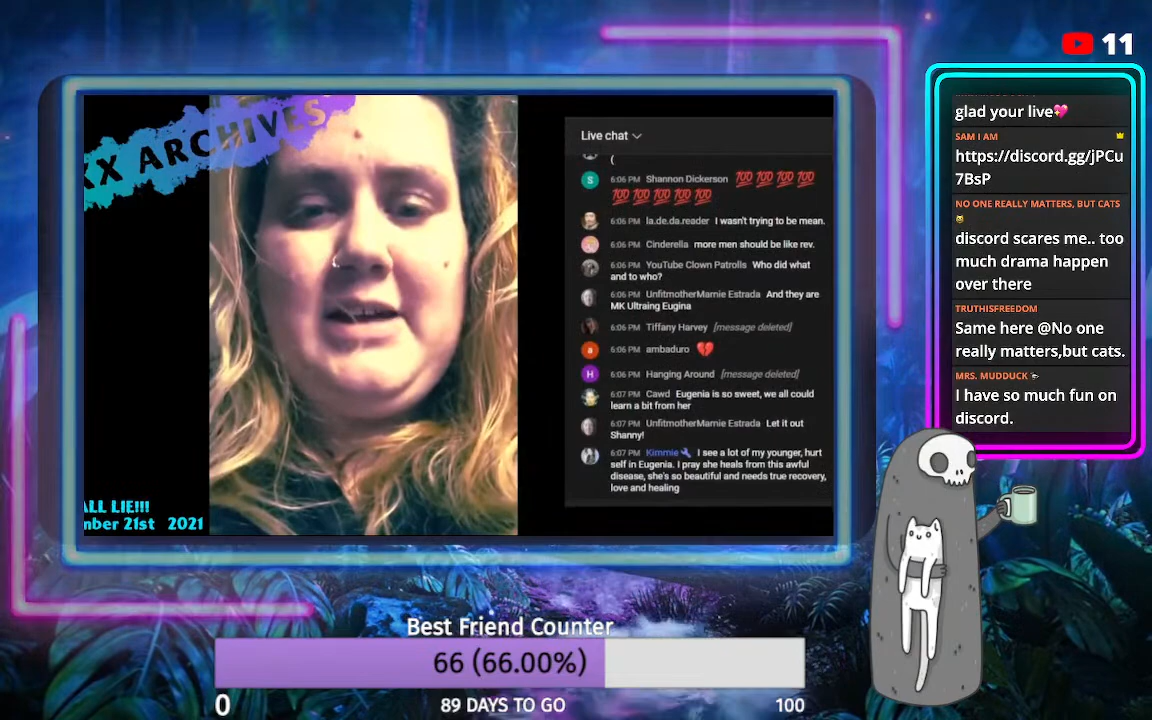 11
XX ARCHIVES
ALL LIE!!!
mber 21st 2021
Live chat
(
6:06 PM Shannon Dickerson 💯💯💯💯
💯💯💯💯💯
6:06 PM la.de.da.reader I wasn't trying to be mean.
6:06 PM Cinderella more men should be like rev.
6:06 PM YouTube Clown Patrolls Who did what
and to who?
6:06 PM UnfitmotherMarnie Estrada And they are
MK Ultraing Eugina
6:06 PM Tiffany Harvey [message deleted]
6:06 PM ambaduro 💔
6:06 PM Hanging Around [message deleted]
6:07 PM Cawd Eugenia is so sweet, we all could
learn a bit from her
6:07 PM UnfitmotherMarnie Estrada Let it out
Shanny!
6:07 PM Kimmie🔧 I see a lot of my younger, hurt
self in Eugenia. I pray she heals from this awful
disease, she's so beautiful and needs true recovery,
love and healing
glad your live💖
SAM I AM
https://discord.gg/jPCu
7BsP
NO ONE REALLY MATTERS, BUT CATS
discord scares me.. too
much drama happen
over there
TRUTHISFREEDOM
Same here @No one
really matters,but cats.
MRS. MUDDUCK
I have so much fun on
discord.
Best Friend Counter
66 (66.00%)
0 89 DAYS TO GO 100